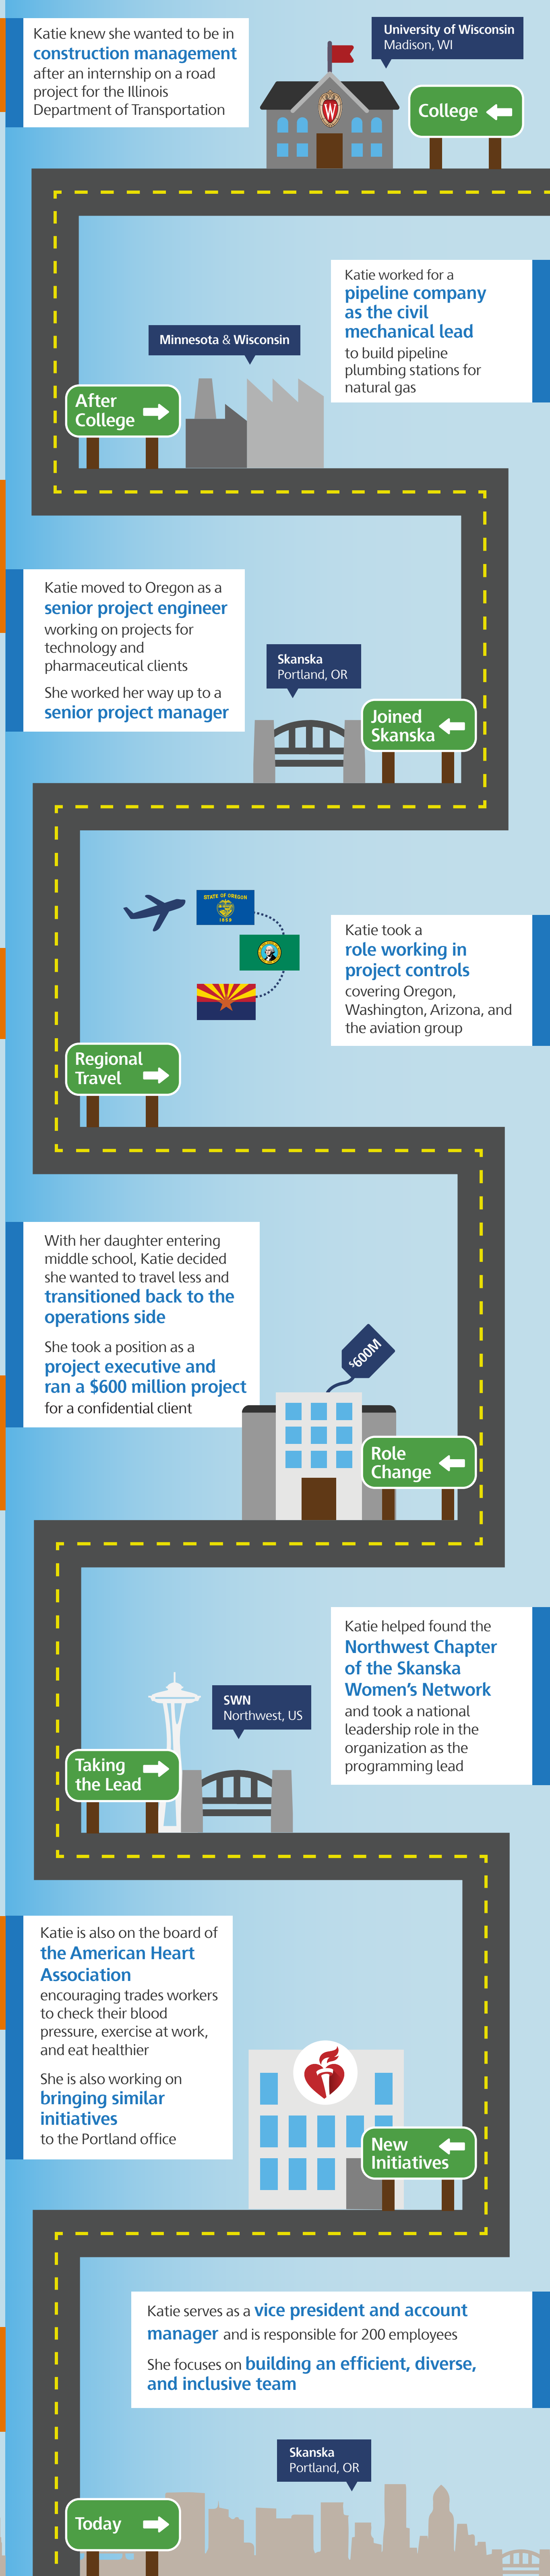 Katie knew she wanted to be in
construction management
after an internship on a road
project for the Illinois
Department of Transportation
University of Wisconsin
Madison, WI
W
College
Katie worked for a
pipeline company
as the civil
mechanical lead
to build pipeline
plumbing stations for
natural gas
Minnesota & Wisconsin
After
College
Katie moved to Oregon as a
senior project engineer
working on projects for
technology and
pharmaceutical clients
She worked her way up to a
senior project manager
Skanska
Portland, OR
Joined
Skanska
STATE OF OREGON
1859
Katie took a
role working in
project controls
covering Oregon,
Washington, Arizona, and
the aviation group
Regional
Travel
With her daughter entering
middle school, Katie decided
she wanted to travel less and
transitioned back to the
operations side
She took a position as a
project executive and
ran a $600 million project
for a confidential client
$600M
Role
Change
Katie helped found the
Northwest Chapter
of the Skanska
Women's Network
and took a national
leadership role in the
organization as the
programming lead
SWN
Northwest, US
Taking
the Lead
Katie is also on the board of
the American Heart
Association
encouraging trades workers
to check their blood
pressure, exercise at work,
and eat healthier
She is also working on
bringing similar
initiatives
to the Portland office
New
Initiatives
Katie serves as a vice president and account
manager and is responsible for 200 employees
She focuses on building an efficient, diverse,
and inclusive team
Skanska
Portland, OR
Today